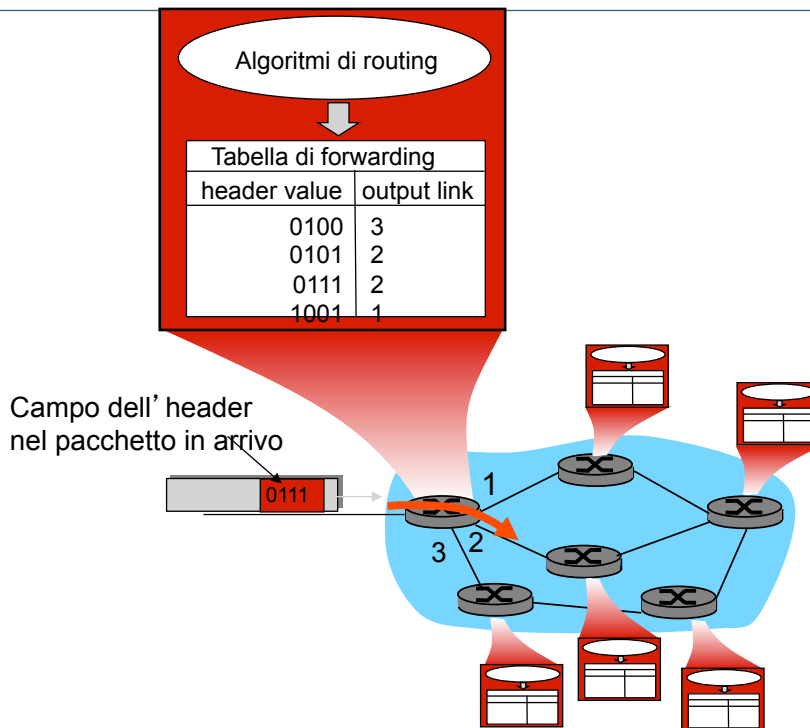 Algoritmi di routing
Tabella di forwarding
header value output link
0100 3
0101 2
0111 2
1001 1
Campo dell’ header
nel pacchetto in arrivo
0111
1
2
3